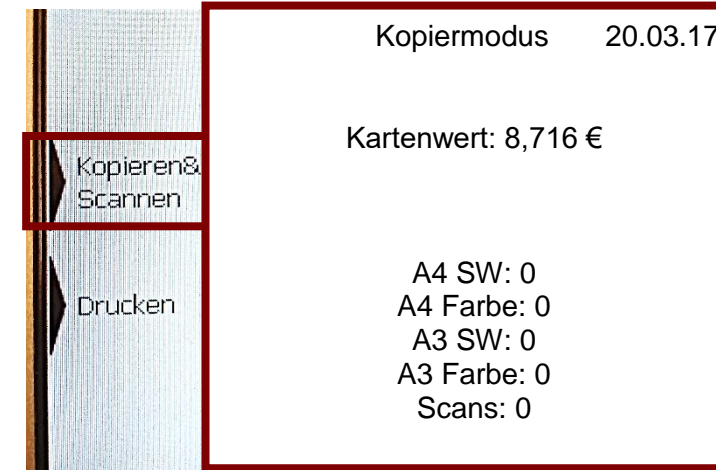 Kopieren&
Scannen
Drucken
Kopiermodus 20.03.17
Kartenwert: 8,716 €
A4 SW: 0
A4 Farbe: 0
A3 SW: 0
A3 Farbe: 0
Scans: 0